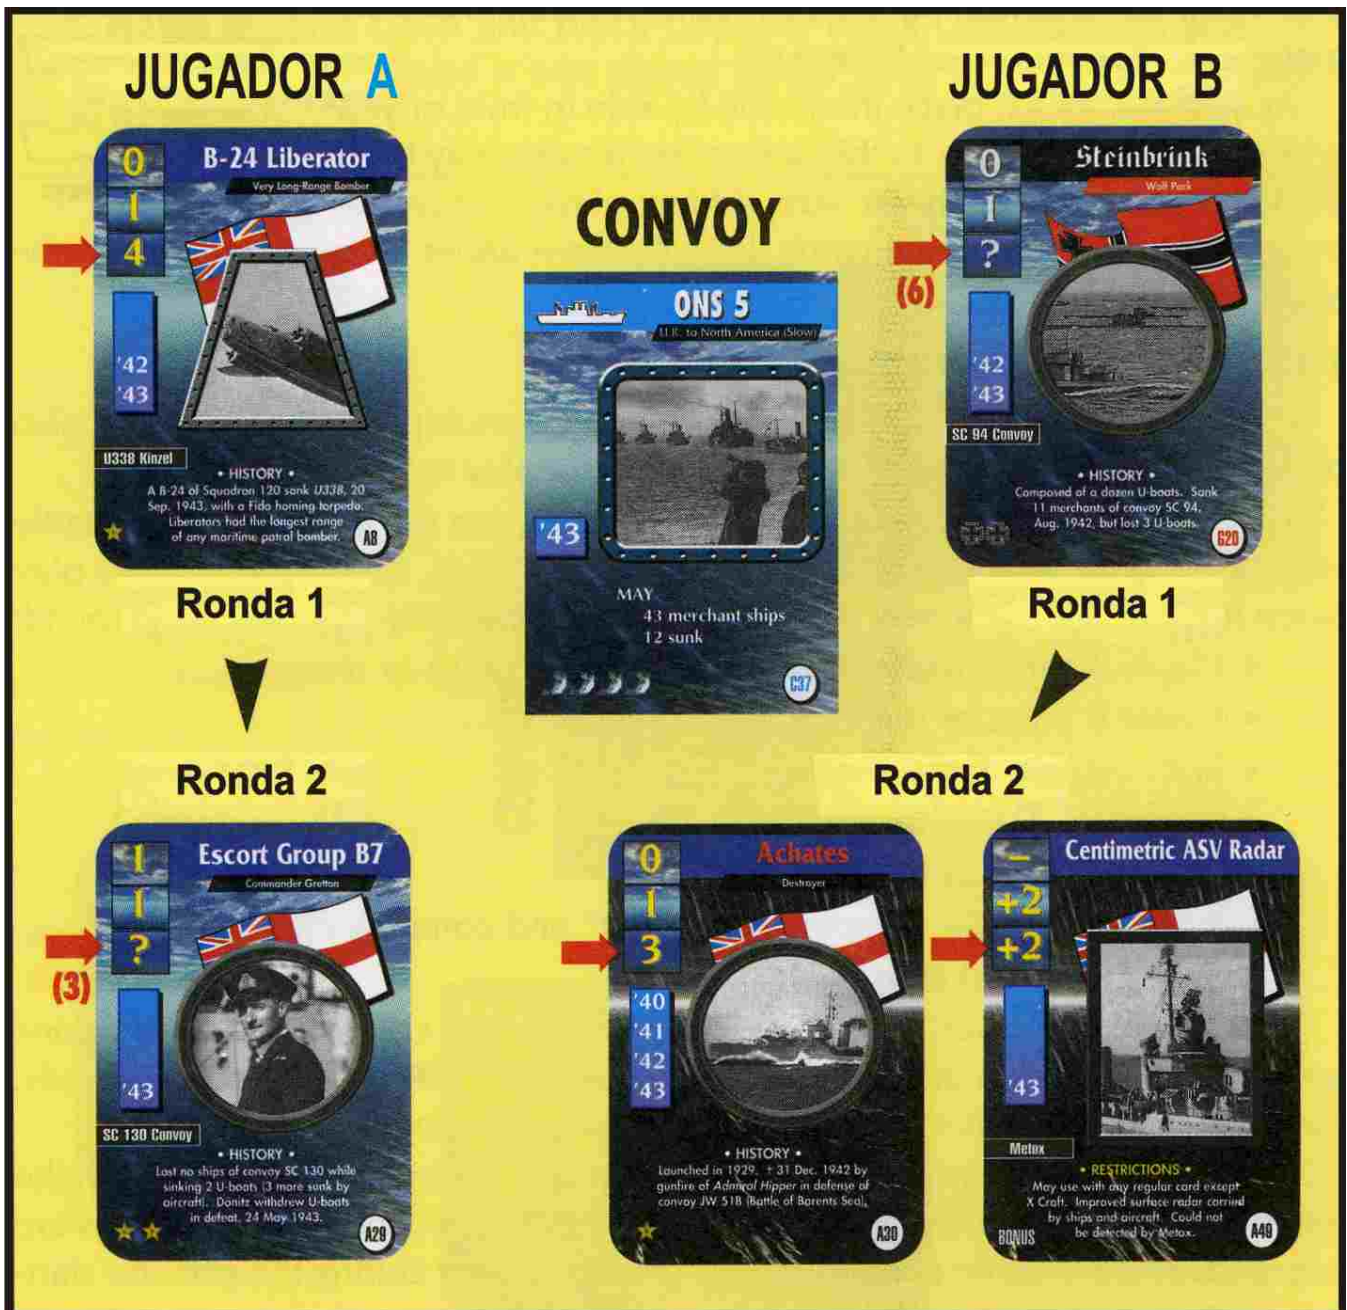 JUGADOR A
JUGADOR B
CONVOY
0
1
4
B-24 Liberator
Very Long-Range Bomber
'42
'43
U338 Kinzel
• HISTORY •
A B-24 of Squadron 120 sank U338, 20
Sep. 1943, with a Fido homing torpedo.
Liberators had the longest range
of any maritime patrol bomber.
A8
ONS 5
U.K. to North America (Slow)
'43
MAY
43 merchant ships
12 sunk
C37
0
1
?
(6)
Steinbrink
Wolf Pack
'42
'43
SC 94 Convoy
• HISTORY •
Composed of a dozen U-boats. Sank
11 merchants of convoy SC 94,
Aug. 1942, but lost 3 U-boats.
G20
Ronda 1
Ronda 1
Ronda 2
Ronda 2
1
1
?
(3)
Escort Group B7
Commander Gretton
'43
SC 130 Convoy
• HISTORY •
Lost no ships of convoy SC 130 while
sinking 2 U-boats (3 more sunk by
aircraft). Donitz withdrew U-boats
in defeat, 24 May 1943.
A29
0
1
3
Achates
Destroyer
'40
'41
'42
'43
• HISTORY •
Launched in 1929, † 31 Dec. 1942 by
gunfire of Admiral Hipper in defense of
convoy JW 51B (Battle of Barents Sea).
A30
–
+2
+2
Centimetric ASV Radar
'43
Metox
• RESTRICTIONS •
May use with any regular card except
X Craft. Improved surface radar carried
by ships and aircraft. Could not
be detected by Metox.
BONUS
A49